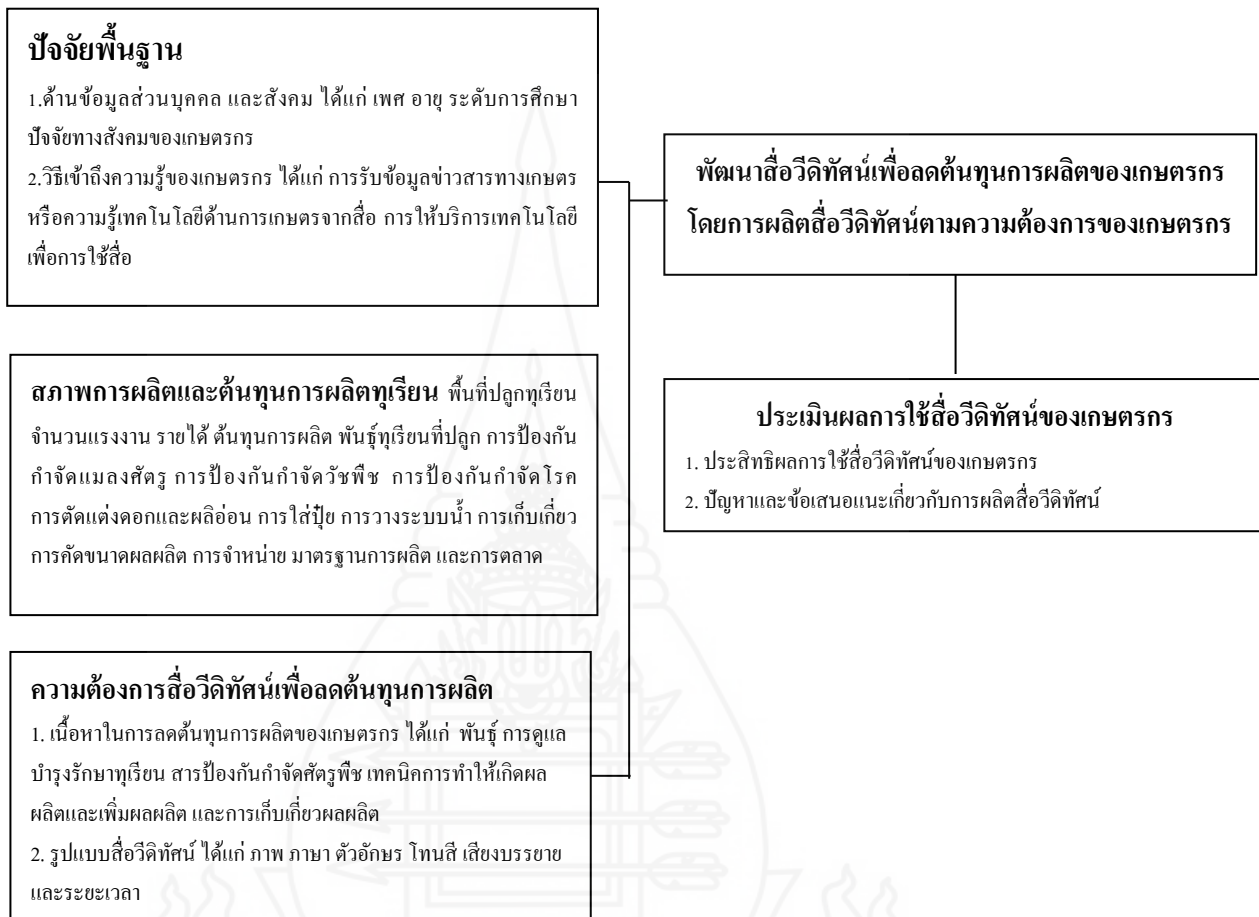 ปัจจัยพื้นฐาน
1.ด้านข้อมูลส่วนบุคคล และสังคม ได้แก่ เพศ อายุ ระดับการศึกษา
ปัจจัยทางสังคมของเกษตรกร
2.วิธีเข้าถึงความรู้ของเกษตรกร ได้แก่ การรับข้อมูลข่าวสารทางเกษตร
หรือความรู้เทคโนโลยีด้านการเกษตรจากสื่อ การให้บริการเทคโนโลยี
เพื่อการใช้สื่อ
สภาพการผลิตและต้นทุนการผลิตทุเรียน พื้นที่ปลูกทุเรียน
จำนวนแรงงาน รายได้ ต้นทุนการผลิต พันธุ์ทุเรียนที่ปลูก การป้องกัน
กำจัดแมลงศัตรู การป้องกันกำจัดวัชพืช การป้องกันกำจัดโรค
การตัดแต่งดอกและผลิอ่อน การใส่ปุ๋ย การวางระบบน้ำ การเก็บเกี่ยว
การคัดขนาดผลผลิต การจำหน่าย มาตรฐานการผลิต และการตลาด
ความต้องการสื่อวีดิทัศน์เพื่อลดต้นทุนการผลิต
1. เนื้อหาในการลดต้นทุนการผลิตของเกษตรกร ได้แก่ พันธุ์ การดูแล
บำรุงรักษาทุเรียน สารป้องกันกำจัดศัตรูพืช เทคนิคการทำให้เกิดผล
ผลิตและเพิ่มผลผลิต และการเก็บเกี่ยวผลผลิต
2. รูปแบบสื่อวีดิทัศน์ ได้แก่ ภาพ ภาษา ตัวอักษร โทนสี เสียงบรรยาย
และระยะเวลา
พัฒนาสื่อวีดิทัศน์เพื่อลดต้นทุนการผลิตของเกษตรกร
โดยการผลิตสื่อวีดิทัศน์ตามความต้องการของเกษตรกร
ประเมินผลการใช้สื่อวีดิทัศน์ของเกษตรกร
1. ประสิทธิผลการใช้สื่อวีดิทัศน์ของเกษตรกร
2. ปัญหาและข้อเสนอแนะเกี่ยวกับการผลิตสื่อวีดิทัศน์